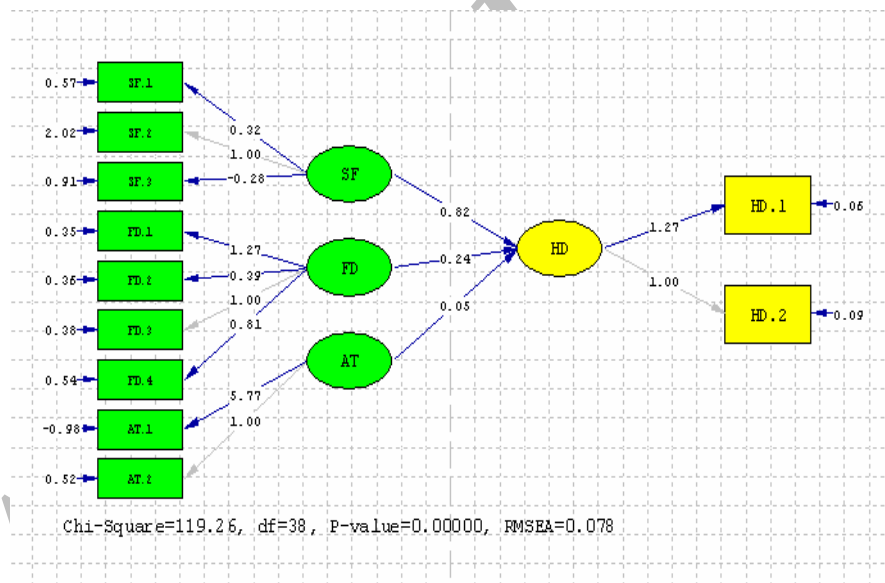 0.57 SF.1
0.32
2.02 SF.2
1.00
SF
0.91 SF.3
-0.28
0.82
HD.1 0.06
0.35 FD.1
1.27
1.27
0.39
FD
0.24
HD
0.36 FD.2
1.00
1.00
0.38 FD.3
0.81
0.05
HD.2 0.09
AT
0.54 FD.4
5.77
-0.98 AT.1
1.00
0.52 AT.2
Chi-Square=119.26, df=38, P-value=0.00000, RMSEA=0.078